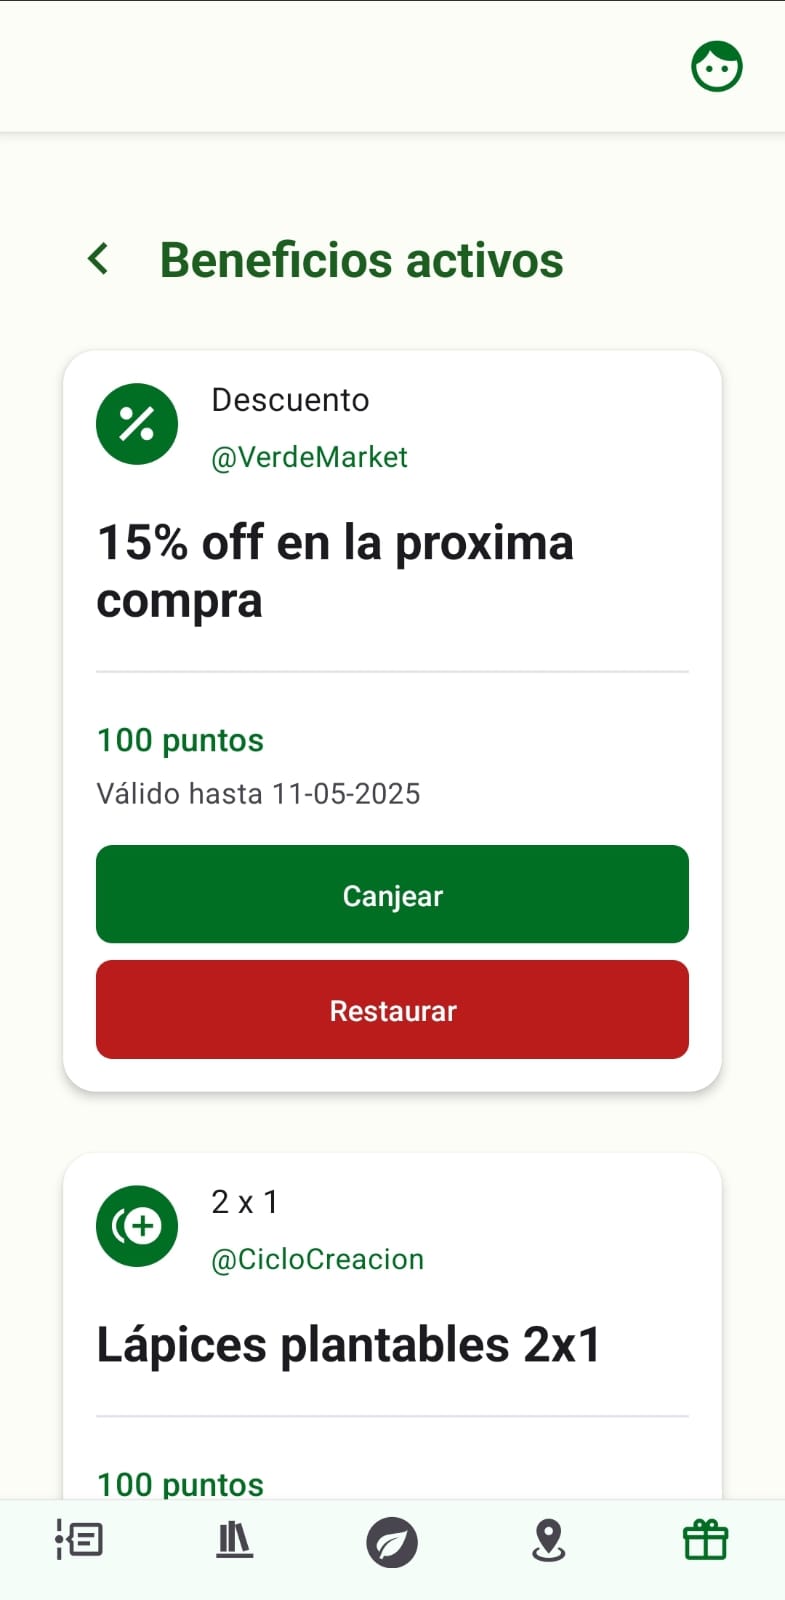 Beneficios activos
Descuento
@VerdeMarket
15% off en la proxima
compra
100 puntos
Válido hasta 11-05-2025
Canjear
Restaurar
2 x 1
@CicloCreacion
Lápices plantables 2x1
100 puntos